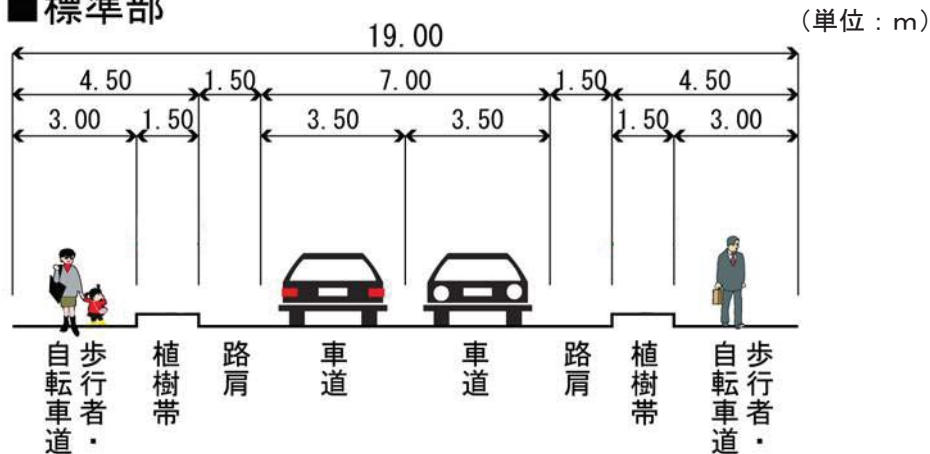 ■標準部
（単位：ｍ）
19.00
4.50 1.50 7.00 1.50 4.50
3.00 1.50 3.50 3.50 1.50 3.00
歩行者・
自転車道
植樹帯
路肩
車道
車道
路肩
植樹帯
歩行者・
自転車道